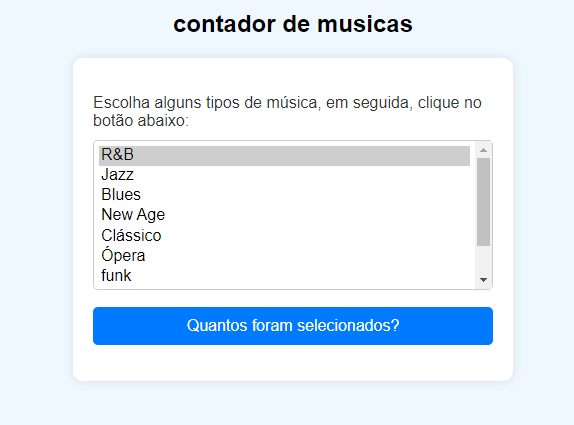 contador de musicas
Escolha alguns tipos de música, em seguida, clique no
botão abaixo:
R&B
Jazz
Blues
New Age
Clássico
Ópera
funk
Quantos foram selecionados?